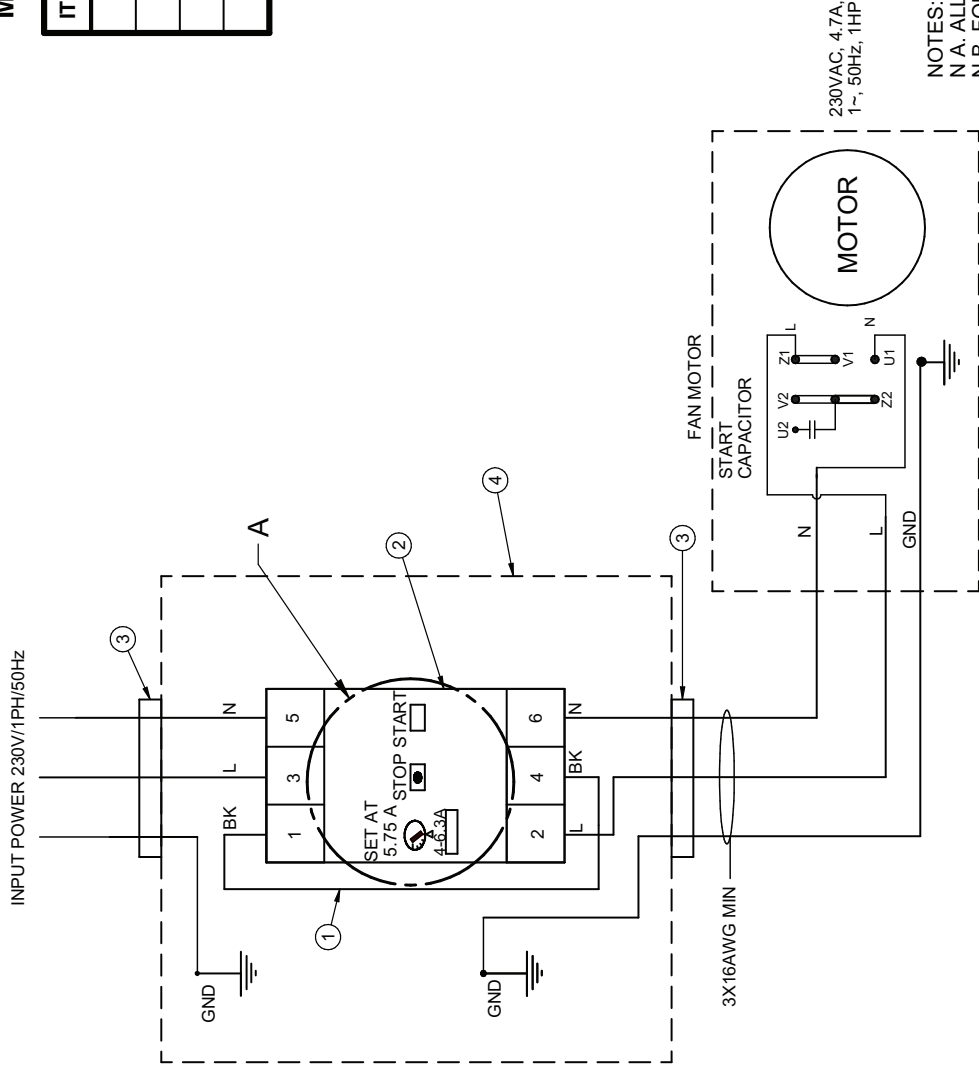 M
IT
INPUT POWER 230V/1PH/50Hz
3
GND
BK
L
N
1
3
5
SET AT
5.75 A
STOP
START
4-6.3A
2
4
6
L
BK
N
1
A
2
4
GND
3
3X16AWG MIN
FAN MOTOR
START
CAPACITOR
N
L
GND
U2
V2
Z2
Z1
V1
U1
L
N
MOTOR
230VAC, 4.7A,
1~, 50Hz, 1HP
NOTES:
N A. ALL
N B.